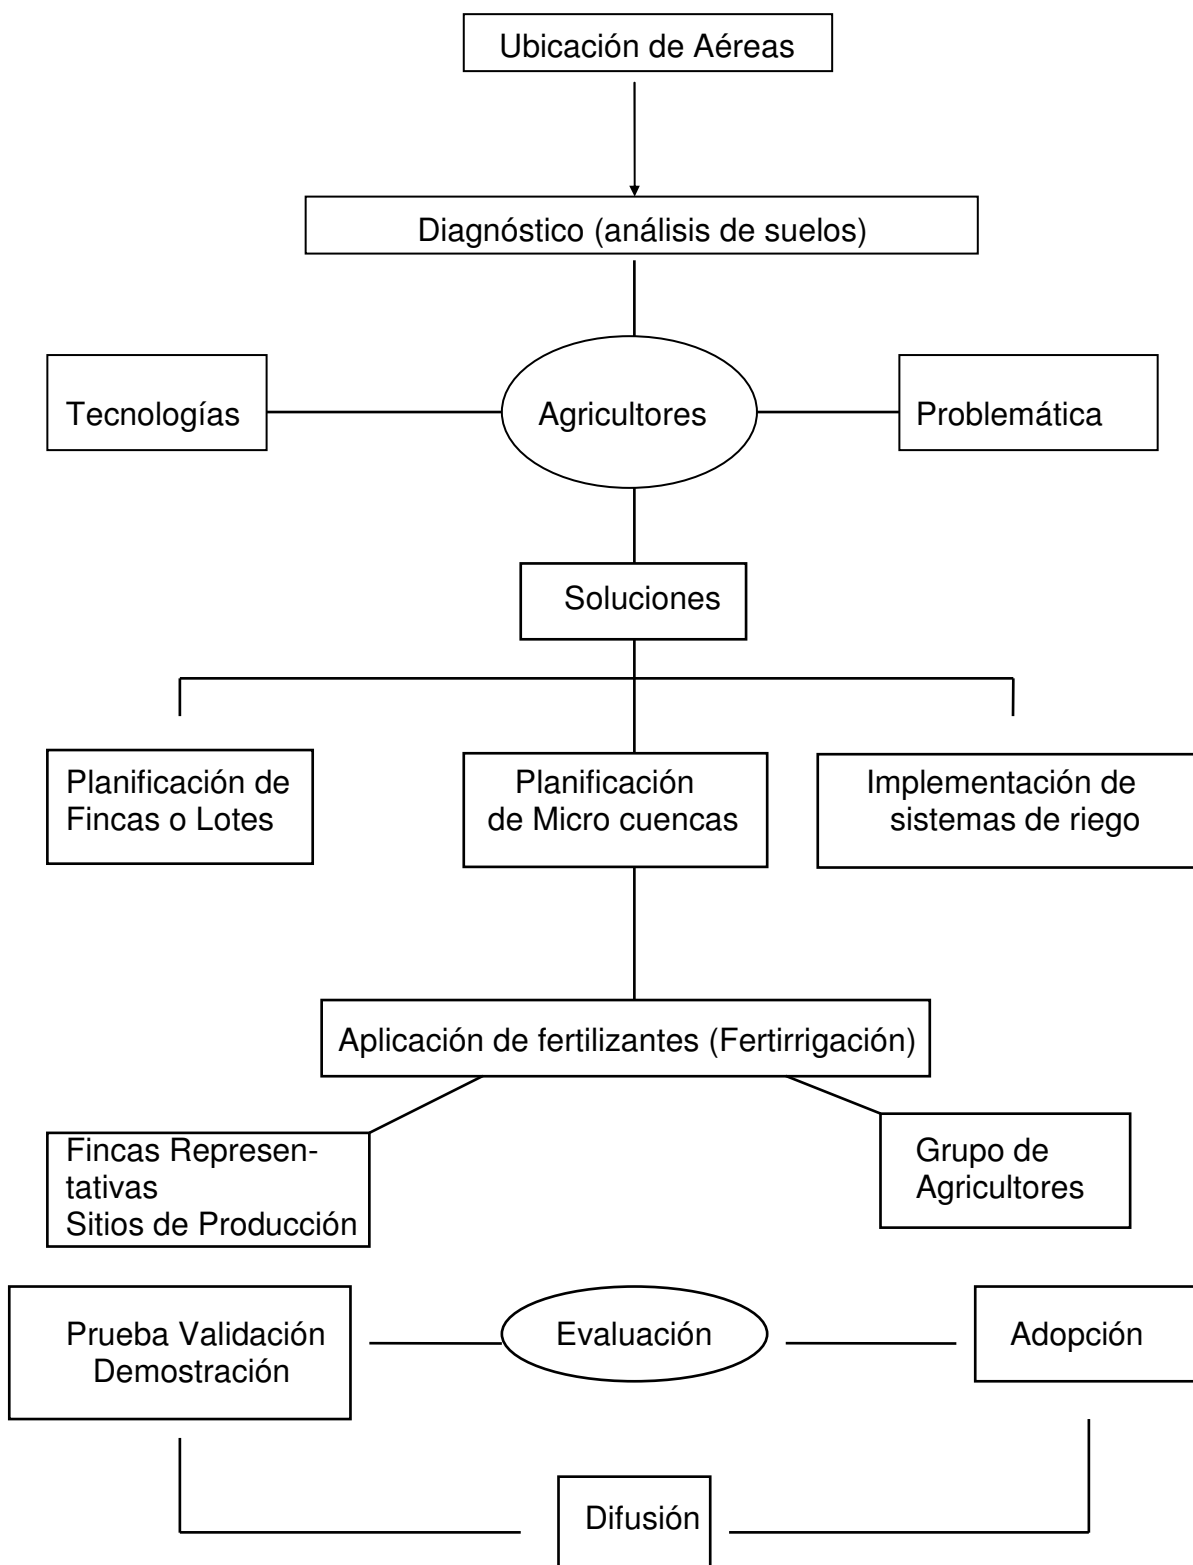 Ubicación de Aéreas
Diagnóstico (análisis de suelos)
Tecnologías
Agricultores
Problemática
Soluciones
Planificación de
Fincas o Lotes
Planificación
de Micro cuencas
Implementación de
sistemas de riego
Aplicación de fertilizantes (Fertirrigación)
Fincas Represen-
tativas
Sitios de Producción
Grupo de
Agricultores
Prueba Validación
Demostración
Evaluación
Adopción
Difusión